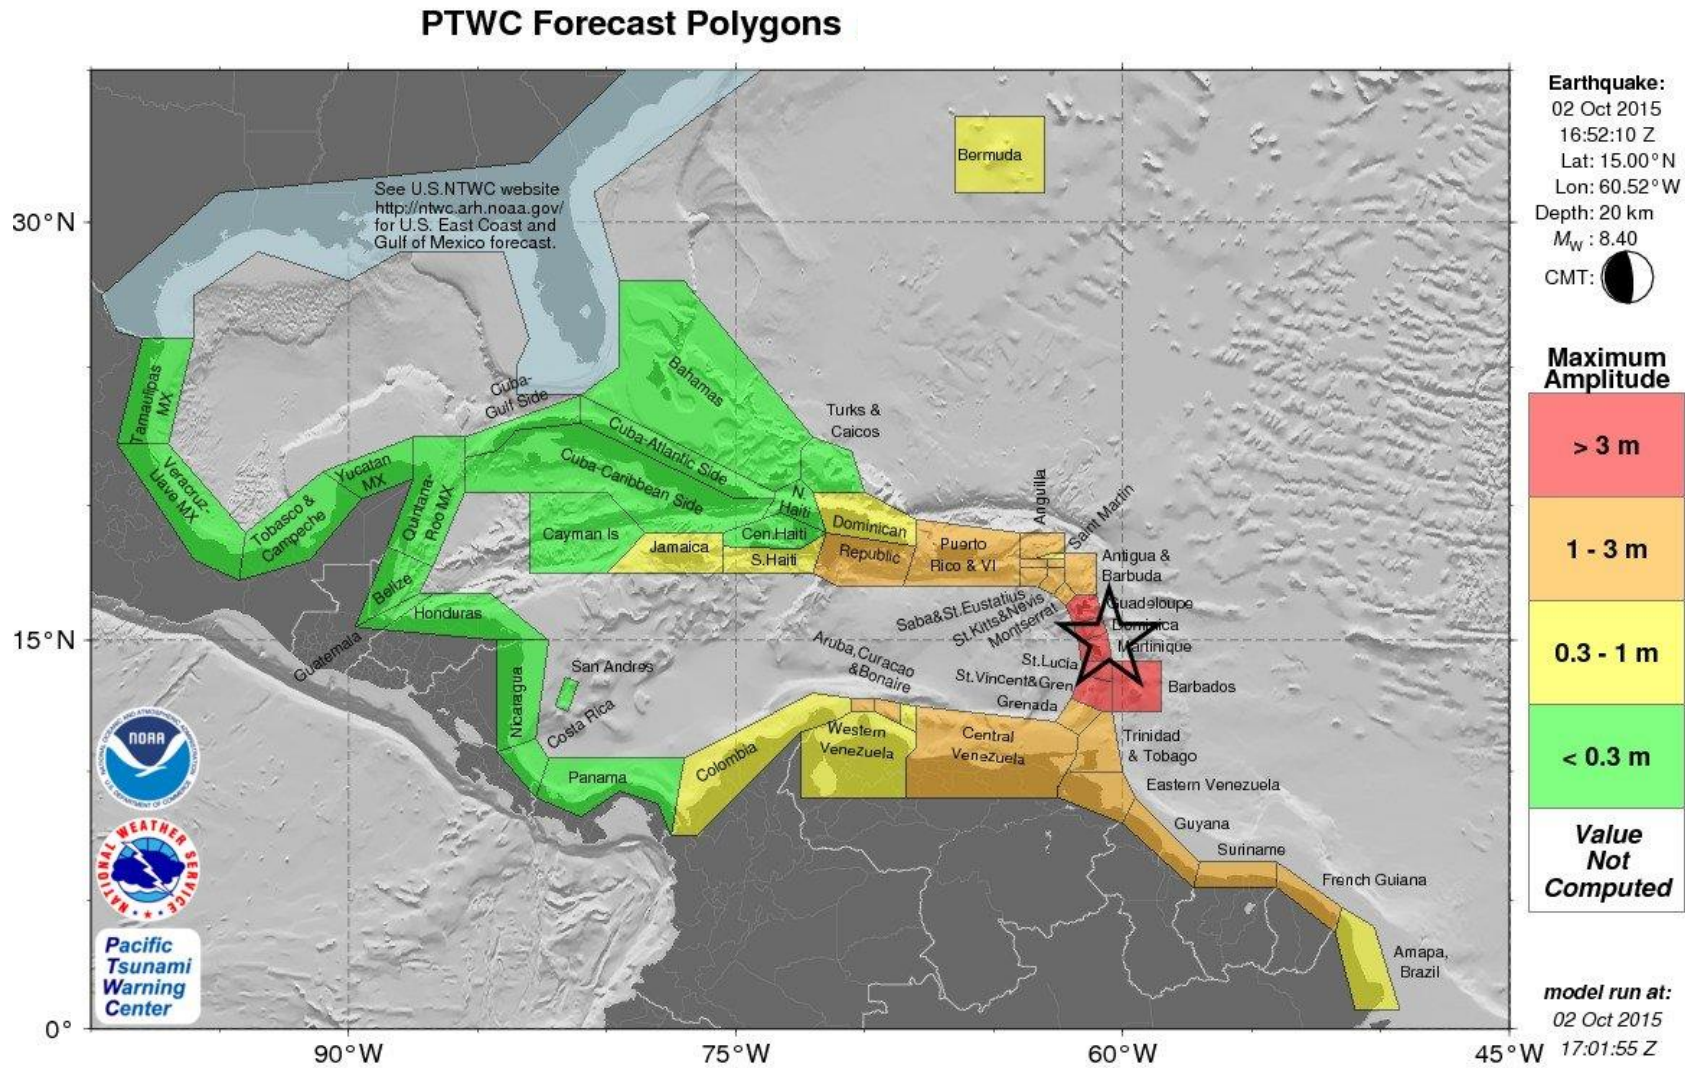 PTWC Forecast Polygons
30°N
15°N
0°
90°W
75°W
60°W
45°W
See U.S.NTWC website
http://ntwc.arh.noaa.gov/
for U.S. East Coast and
Gulf of Mexico forecast.
Bermuda
Tamaulipas
MX
Veracruz-
Llave MX
Tobasco &
Campeche
Yucatan
MX
Quintana-
Roo MX
Belize
Honduras
Guatemala
Nicaragua
San Andres
Costa Rica
Panama
Colombia
Cuba-
Gulf Side
Bahamas
Cuba-Atlantic Side
Cuba-Caribbean Side
Turks &
Caicos
Cayman Is
Jamaica
N.
Haiti
Cen.Haiti
S.Haiti
Dominican
Republic
Puerto
Rico & VI
Anguilla
Saint Martin
Antigua &
Barbuda
Saba&St.Eustatius
St.Kitts&Nevis
Montserrat
Guadeloupe
Dominica
Martinique
St.Lucia
St.Vincent&Gren
Barbados
Grenada
Aruba,Curacao
&Bonaire
Western
Venezuela
Central
Venezuela
Trinidad
& Tobago
Eastern Venezuela
Guyana
Suriname
French Guiana
Amapa,
Brazil
NOAA
NATIONAL OCEANIC AND ATMOSPHERIC ADMINISTRATION
U.S. DEPARTMENT OF COMMERCE
NATIONAL WEATHER SERVICE
Pacific
Tsunami
Warning
Center
Earthquake:
02 Oct 2015
16:52:10 Z
Lat: 15.00°N
Lon: 60.52°W
Depth: 20 km
MW : 8.40
CMT:
Maximum
Amplitude
> 3 m
1 - 3 m
0.3 - 1 m
< 0.3 m
Value
Not
Computed
model run at:
02 Oct 2015
17:01:55 Z